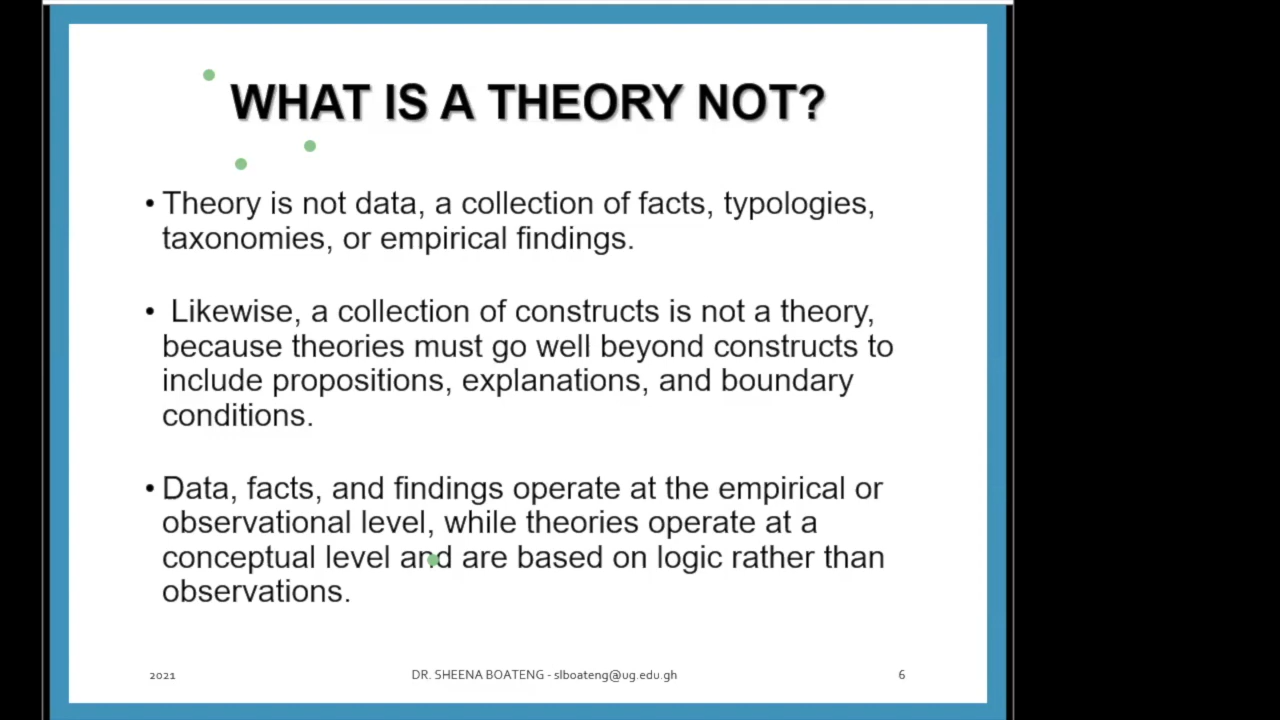 WHAT IS A THEORY NOT?
• Theory is not data, a collection of facts, typologies,
taxonomies, or empirical findings.
• Likewise, a collection of constructs is not a theory,
because theories must go well beyond constructs to
include propositions, explanations, and boundary
conditions.
• Data, facts, and findings operate at the empirical or
observational level, while theories operate at a
conceptual level and are based on logic rather than
observations.
2021 DR. SHEENA BOATENG - slboateng@ug.edu.gh 6